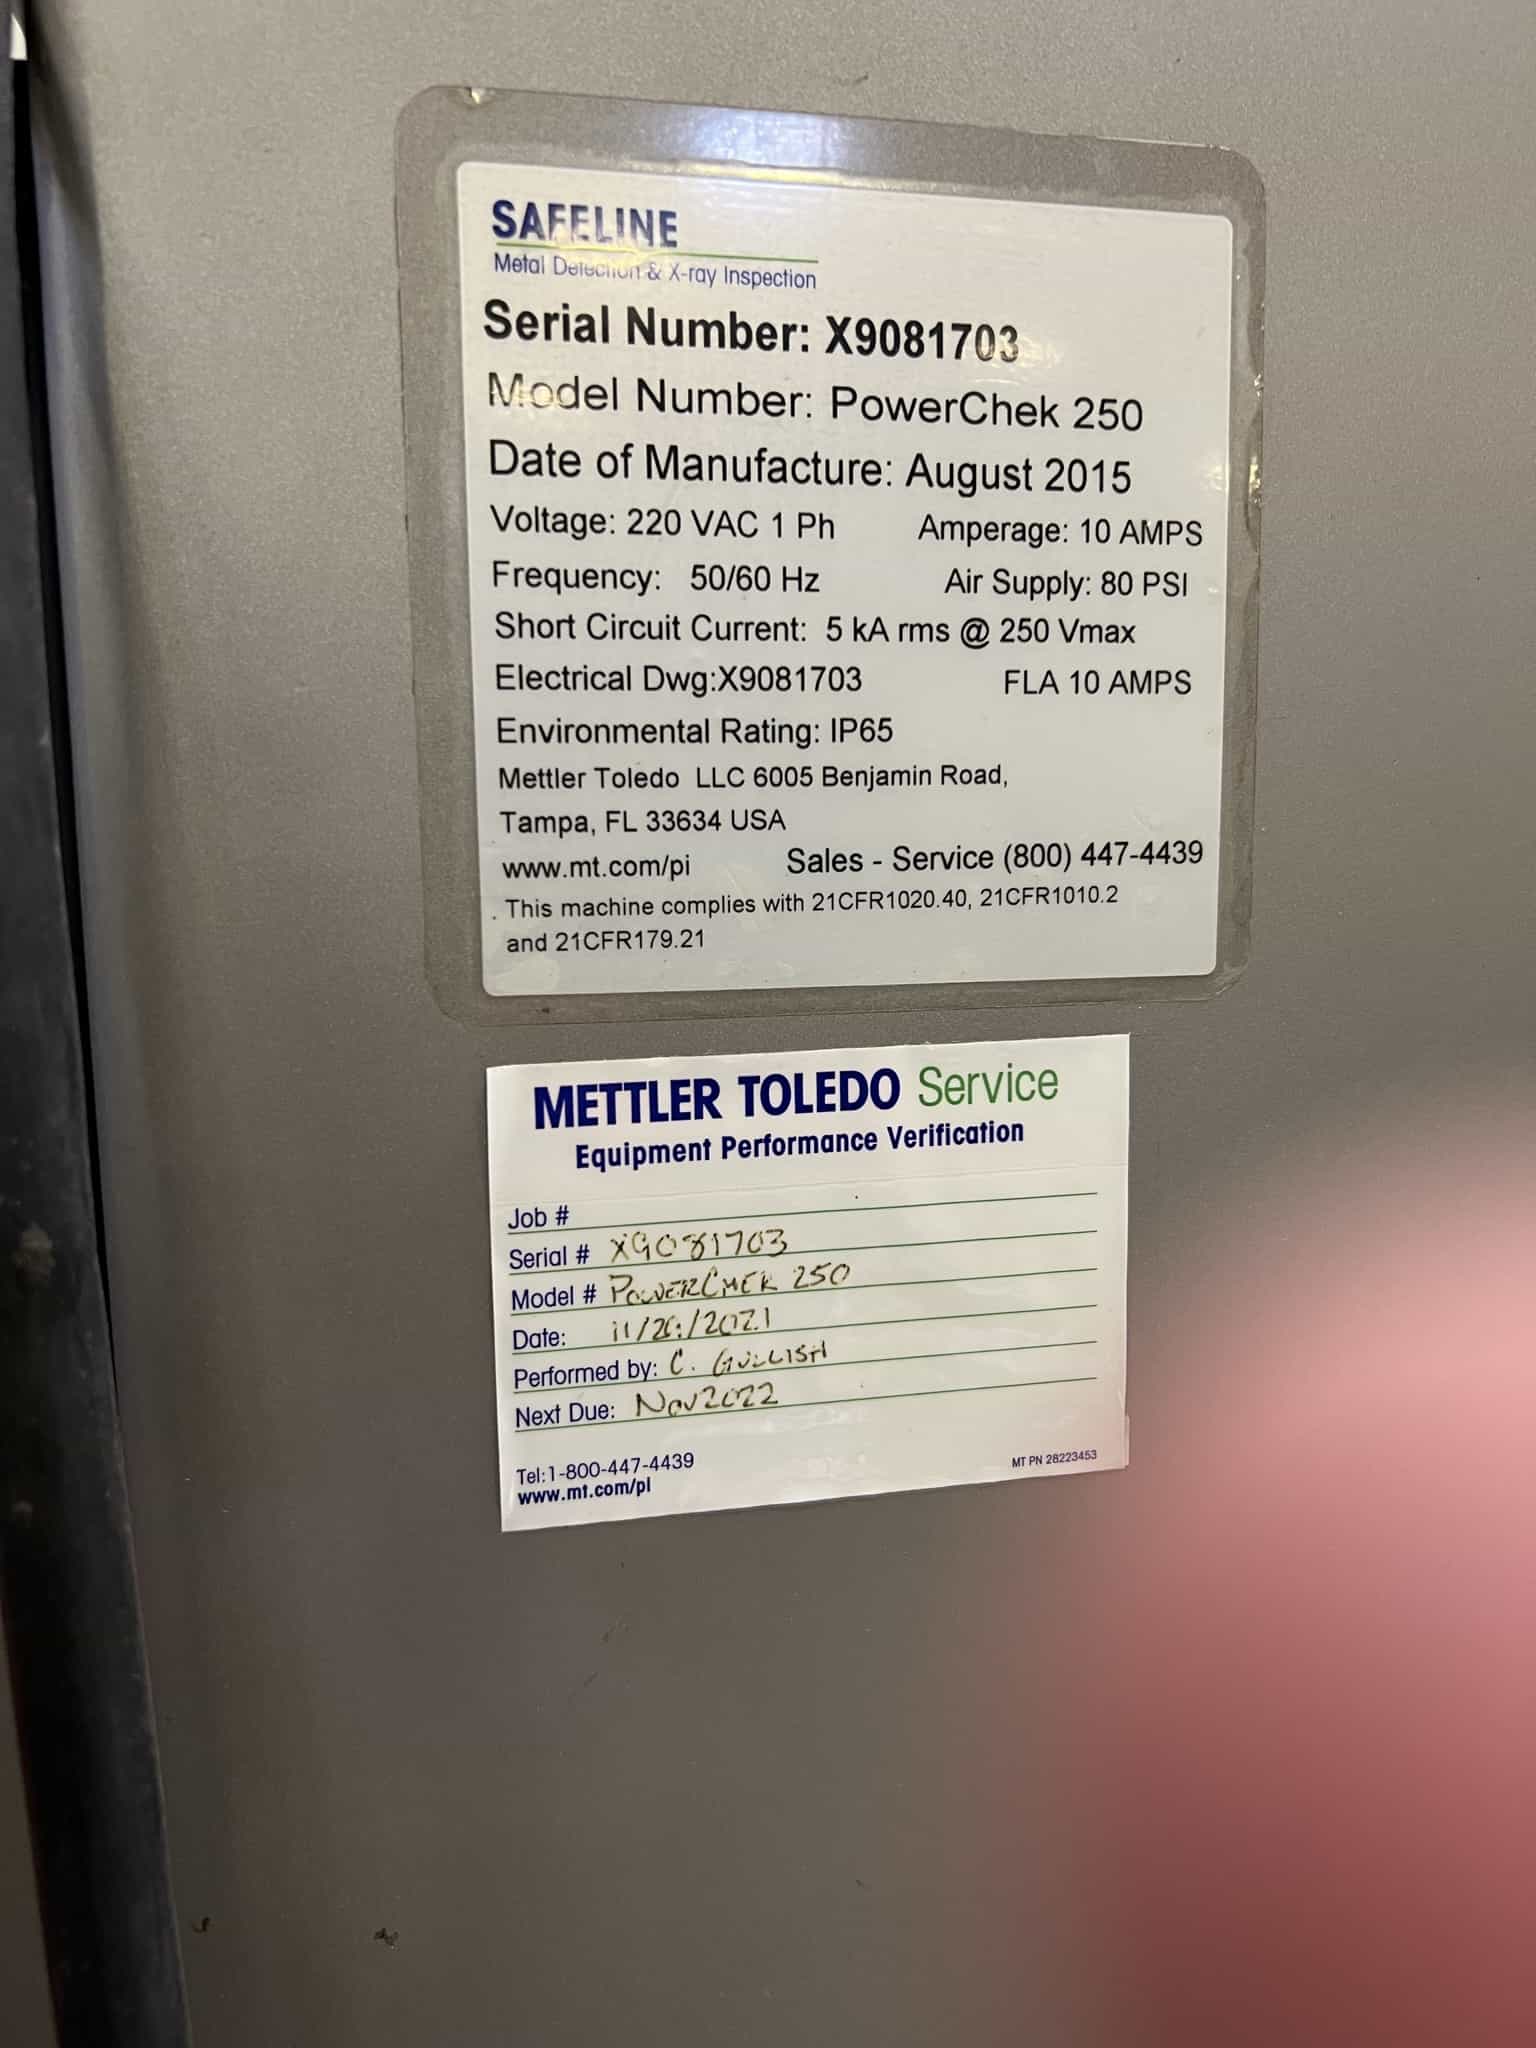 SAFELINE
Metal Detection & X-ray Inspection
Serial Number: X9081703
Model Number: PowerChek 250
Date of Manufacture: August 2015
Voltage: 220 VAC 1 Ph Amperage: 10 AMPS
Frequency: 50/60 Hz Air Supply: 80 PSI
Short Circuit Current: 5 kA rms @ 250 Vmax
Electrical Dwg:X9081703 FLA 10 AMPS
Environmental Rating: IP65
Mettler Toledo LLC 6005 Benjamin Road,
Tampa, FL 33634 USA
www.mt.com/pi Sales - Service (800) 447-4439
This machine complies with 21CFR1020.40, 21CFR1010.2
and 21CFR179.21
METTLER TOLEDO Service
Equipment Performance Verification
Job #
Serial # X9081703
Model # POWERCHEK 250
Date:
Performed by: C.
Next Due: Nov 2022
Tel:1-800-447-4439
www.mt.com/pi
MT PN 28223453